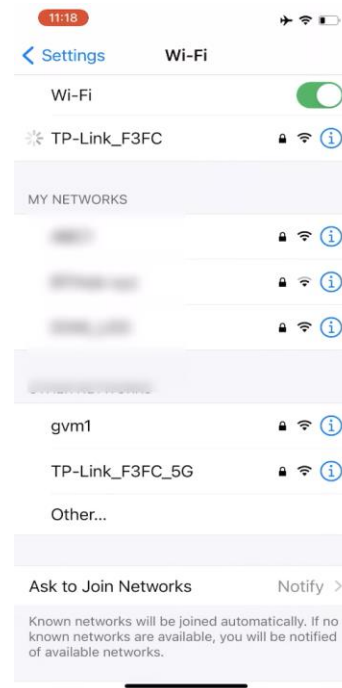 11:18
Settings
Wi-Fi
Wi-Fi
TP-Link_F3FC
MY NETWORKS
gvm1
TP-Link_F3FC_5G
Other...
Ask to Join Networks
Notify
Known networks will be joined automatically. If no
known networks are available, you will be notified
of available networks.